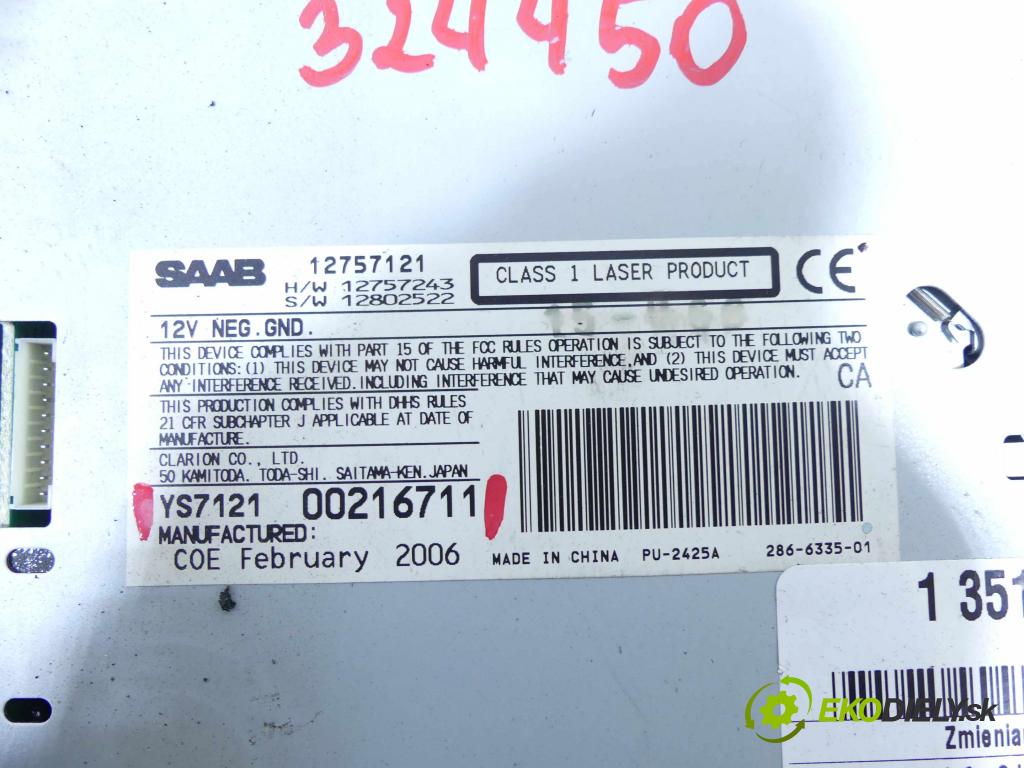 324450
SAAB 12757121
H/W 12757243
S/W 12802522
CLASS 1 LASER PRODUCT
CE
12V NEG.GND.
THIS DEVICE COMPLIES WITH PART 15 OF THE FCC RULES OPERATION IS SUBJECT TO THE FOLLOWING TWO
CONDITIONS:(1) THIS DEVICE MAY NOT CAUSE HARMFUL INTERFERENCE,AND (2) THIS DEVICE MUST ACCEPT
ANY INTERFERENCE RECEIVED.INCLUDING INTERFERENCE THAT MAY CAUSE UNDESIRED OPERATION.
CA
THIS PRODUCTION COMPLIES WITH DHHS RULES
21 CFR SUBCHAPTER J APPLICABLE AT DATE OF
MANUFACTURE.
CLARION CO., LTD.
50 KAMITODA. TODA-SHI. SAITAMA-KEN.JAPAN
YS7121 00216711
MANUFACTURED:
COE February 2006
MADE IN CHINA PU-2425A 286-6335-01
1 351
EKODIELY.sk